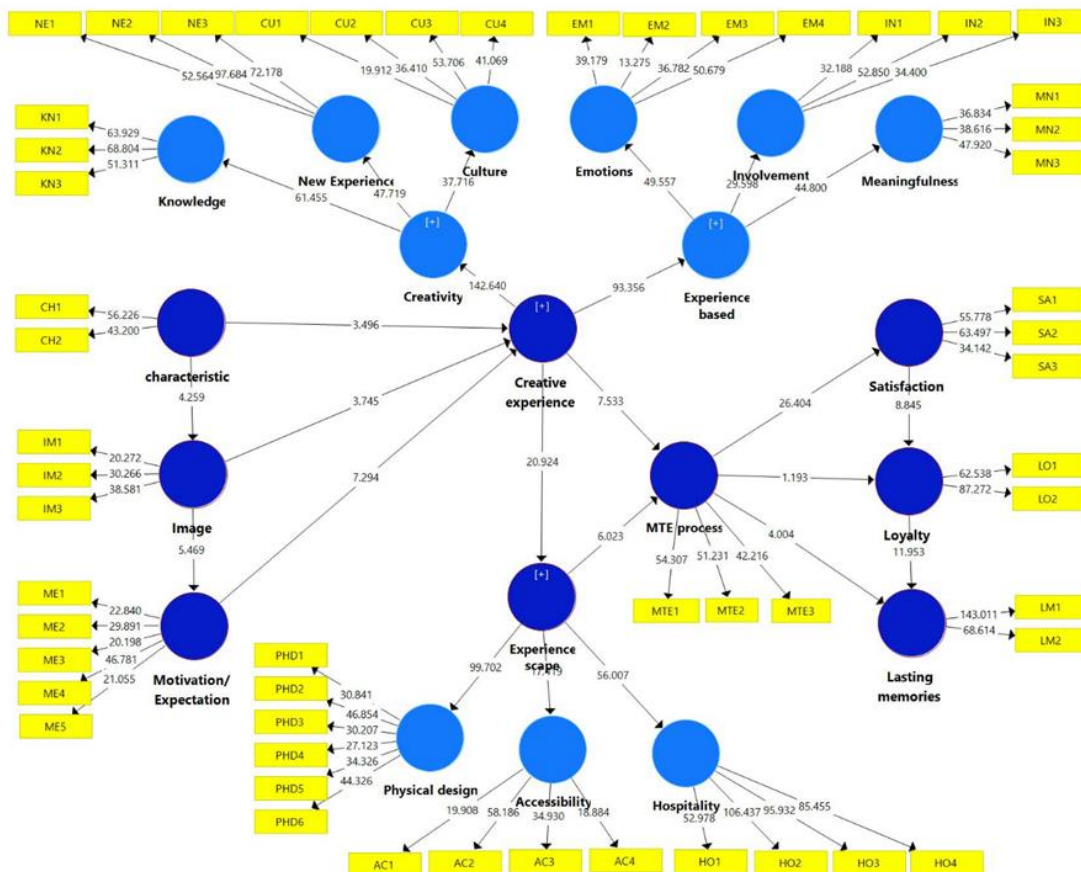 NE1 NE2 NE3 CU1 CU2 CU3 CU4 EM1 EM2 EM3 EM4 IN1 IN2 IN3
52.564 97.684 72.178 19.912 36.410 53.706 41.069 39.179 13.275 36.782 50.679 32.188 52.850 34.400
KN1
KN2
KN3
63.929
68.804
51.311
MN1
MN2
MN3
36.834
38.616
47.920
Knowledge
New Experience
Culture
Emotions
Involvement
Meaningfulness
61.455
47.719
37.716
49.557
29.598
44.800
[+]
Creativity
[+]
Experience
based
142.640
93.356
CH1
CH2
56.226
43.200
characteristic
3.496
[+]
Creative
experience
SA1
SA2
SA3
55.778
63.497
34.142
Satisfaction
4.259
3.745
7.533
26.404
8.845
IM1
IM2
IM3
20.272
30.266
38.581
Image
7.294
20.924
MTE process
1.193
LO1
LO2
62.538
87.272
Loyalty
5.469
6.023
4.004
11.953
54.307
51.231
42.216
MTE1
MTE2
MTE3
ME1
ME2
ME3
ME4
ME5
22.840
29.891
20.198
46.781
21.055
Motivation/
Expectation
[+]
Experience
scape
LM1
LM2
143.011
68.614
Lasting
memories
99.702
56.007
PHD1
PHD2
PHD3
PHD4
PHD5
PHD6
30.841
46.854
30.207
27.123
34.326
44.326
Physical design
Accessibility
Hospitality
19.908
58.186
34.930
18.884
52.978
106.437
95.932
85.455
AC1
AC2
AC3
AC4
HO1
HO2
HO3
HO4